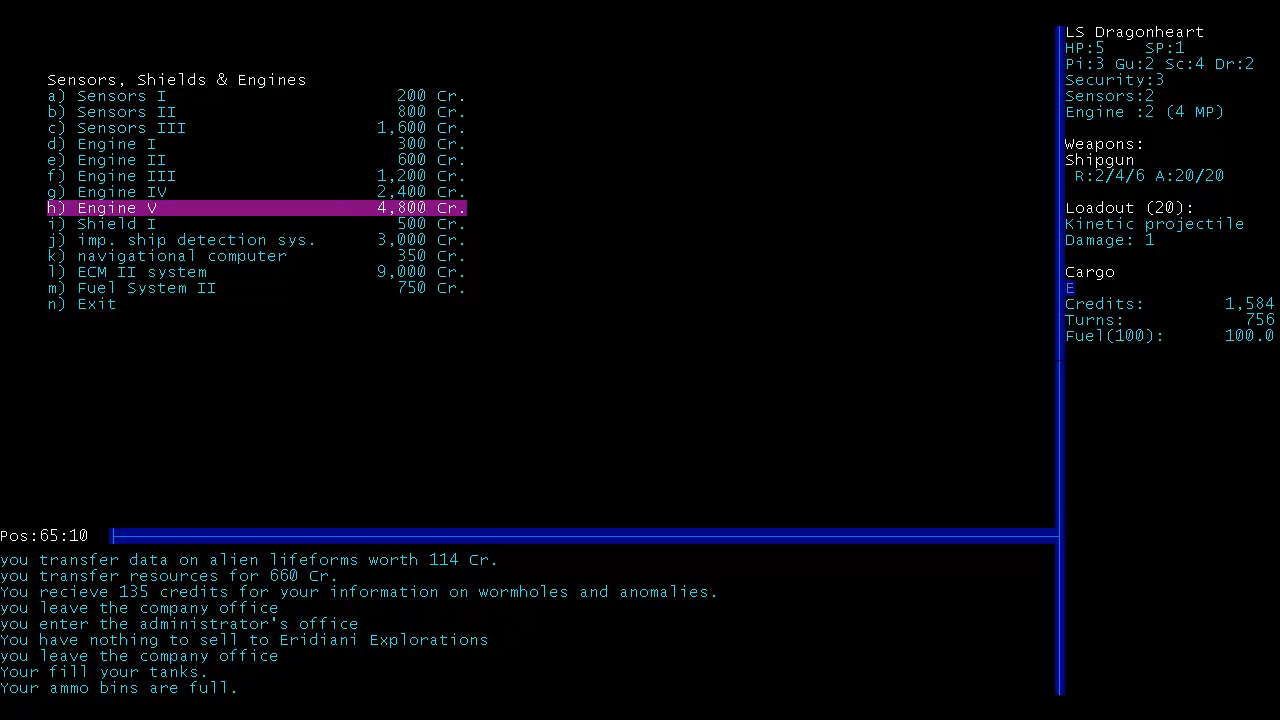 Sensors, Shields & Engines
a) Sensors I 200 Cr.
b) Sensors II 800 Cr.
c) Sensors III 1,600 Cr.
d) Engine I 300 Cr.
e) Engine II 600 Cr.
f) Engine III 1,200 Cr.
g) Engine IV 2,400 Cr.
h) Engine V 4,800 Cr.
i) Shield I 500 Cr.
j) imp. ship detection sys. 3,000 Cr.
k) navigational computer 350 Cr.
l) ECM II system 9,000 Cr.
m) Fuel System II 750 Cr.
n) Exit
LS Dragonheart
HP:5 SP:1
Pi:3 Gu:2 Sc:4 Dr:2
Security:3
Sensors:2
Engine :2 (4 MP)
Weapons:
Shipgun
R:2/4/6 A:20/20
Loadout (20):
Kinetic projectile
Damage: 1
Cargo
E
Credits: 1,584
Turns: 756
Fuel(100): 100.0
Pos:65:10
you transfer data on alien lifeforms worth 114 Cr.
you transfer resources for 660 Cr.
You recieve 135 credits for your information on wormholes and anomalies.
you leave the company office
you enter the administrator's office
You have nothing to sell to Eridiani Explorations
you leave the company office
Your fill your tanks.
Your ammo bins are full.